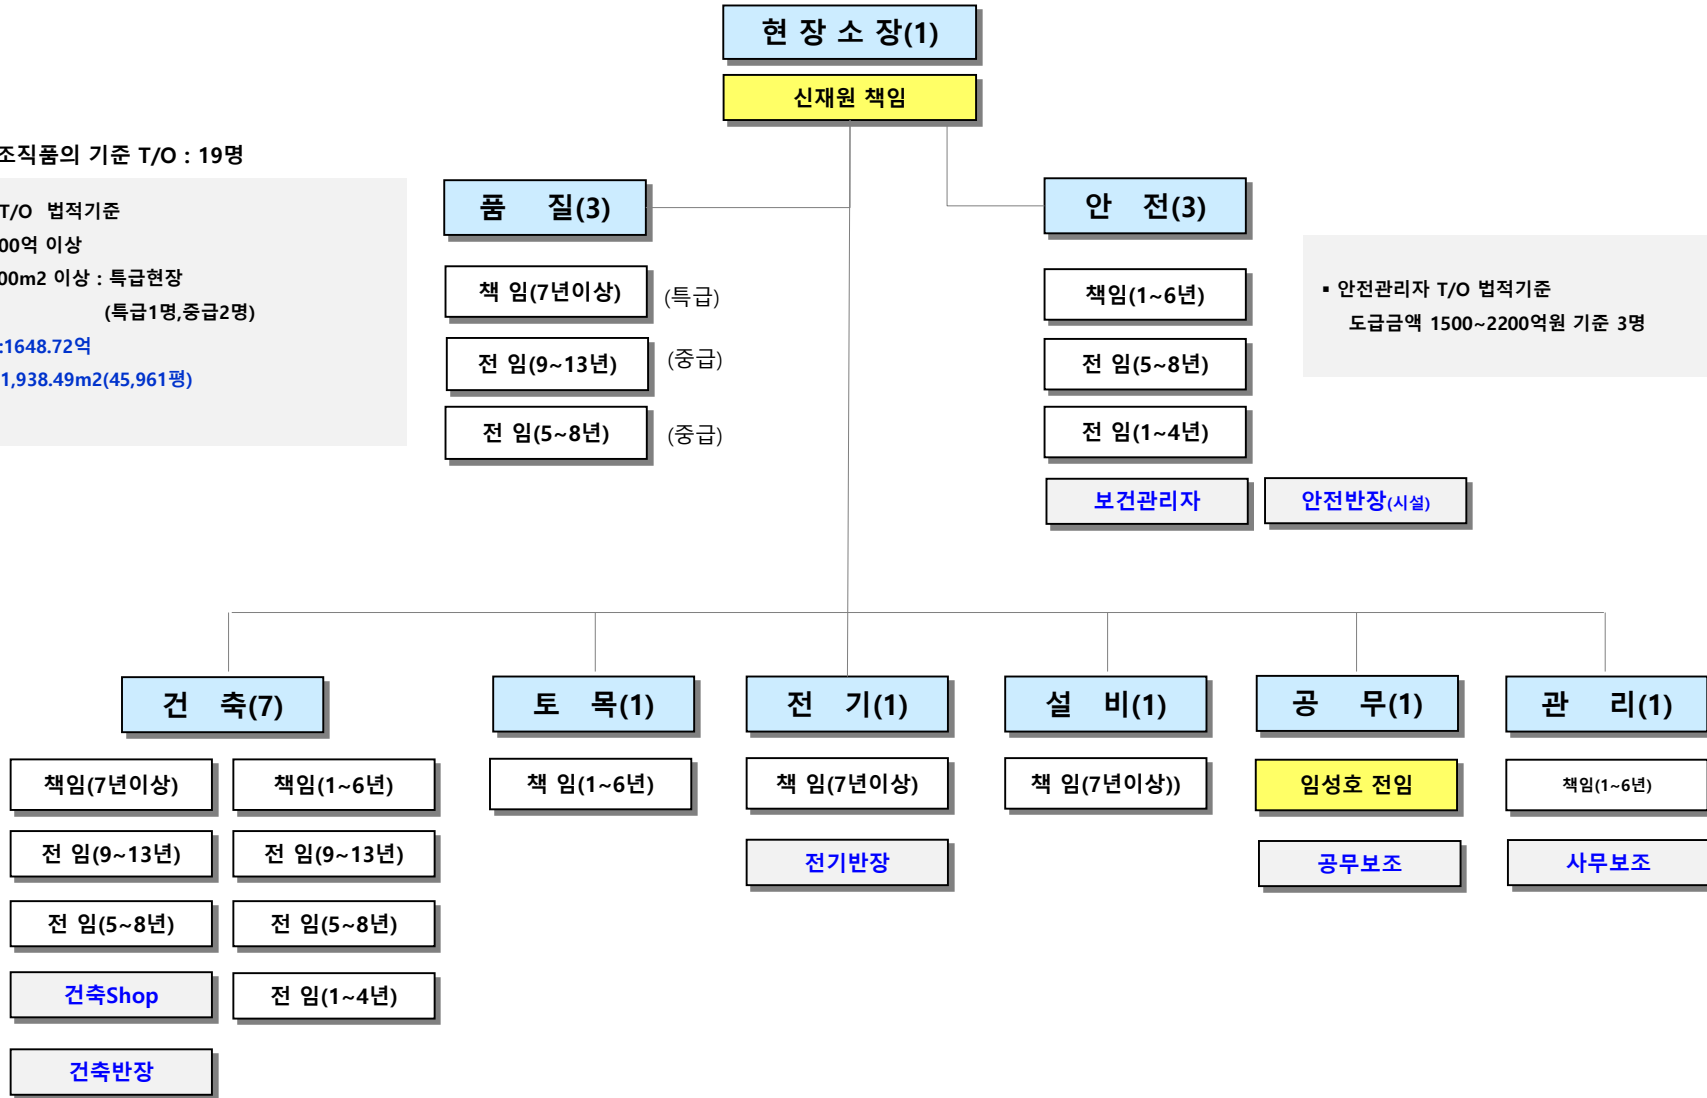 현 장 소 장(1)
신재원 책임
조직품의 기준 T/O : 19명
T/O 법적기준
00억 이상
00m2 이상 : 특급현장
(특급1명,중급2명)
:1648.72억
1,938.49m2(45,961평)
품 질(3)
책 임(7년이상) (특급)
전 임(9~13년) (중급)
전 임(5~8년) (중급)
안 전(3)
책임(1~6년)
전 임(5~8년)
전 임(1~4년)
보건관리자 안전반장(시설)
▪ 안전관리자 T/O 법적기준
도급금액 1500~2200억원 기준 3명
건 축(7)
책임(7년이상) 책임(1~6년)
전 임(9~13년) 전 임(9~13년)
전 임(5~8년) 전 임(5~8년)
건축Shop 전 임(1~4년)
건축반장
토 목(1)
책 임(1~6년)
전 기(1)
책 임(7년이상)
전기반장
설 비(1)
책 임(7년이상))
공 무(1)
임성호 전임
공무보조
관 리(1)
책임(1~6년)
사무보조